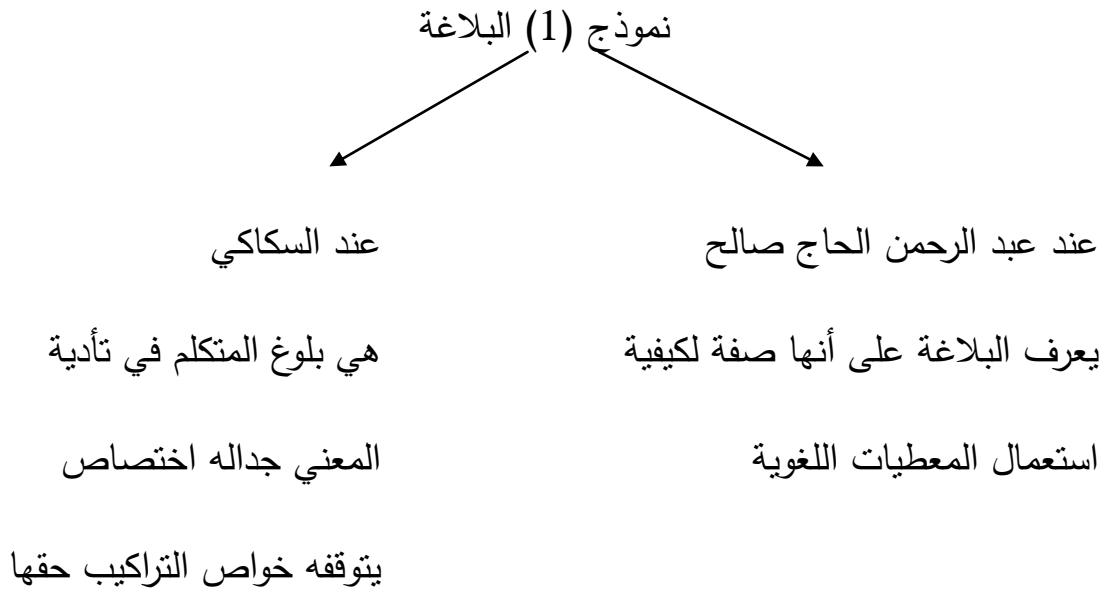 نموذج (1) البلاغة
عند عبد الرحمن الحاج صالح
يعرف البلاغة على أنها صفة لكيفية
استعمال المعطيات اللغوية
عند السكاكي
هي بلوغ المتكلم في تأدية
المعني جداله اختصاص
يتوقفه خواص التراكيب حقها